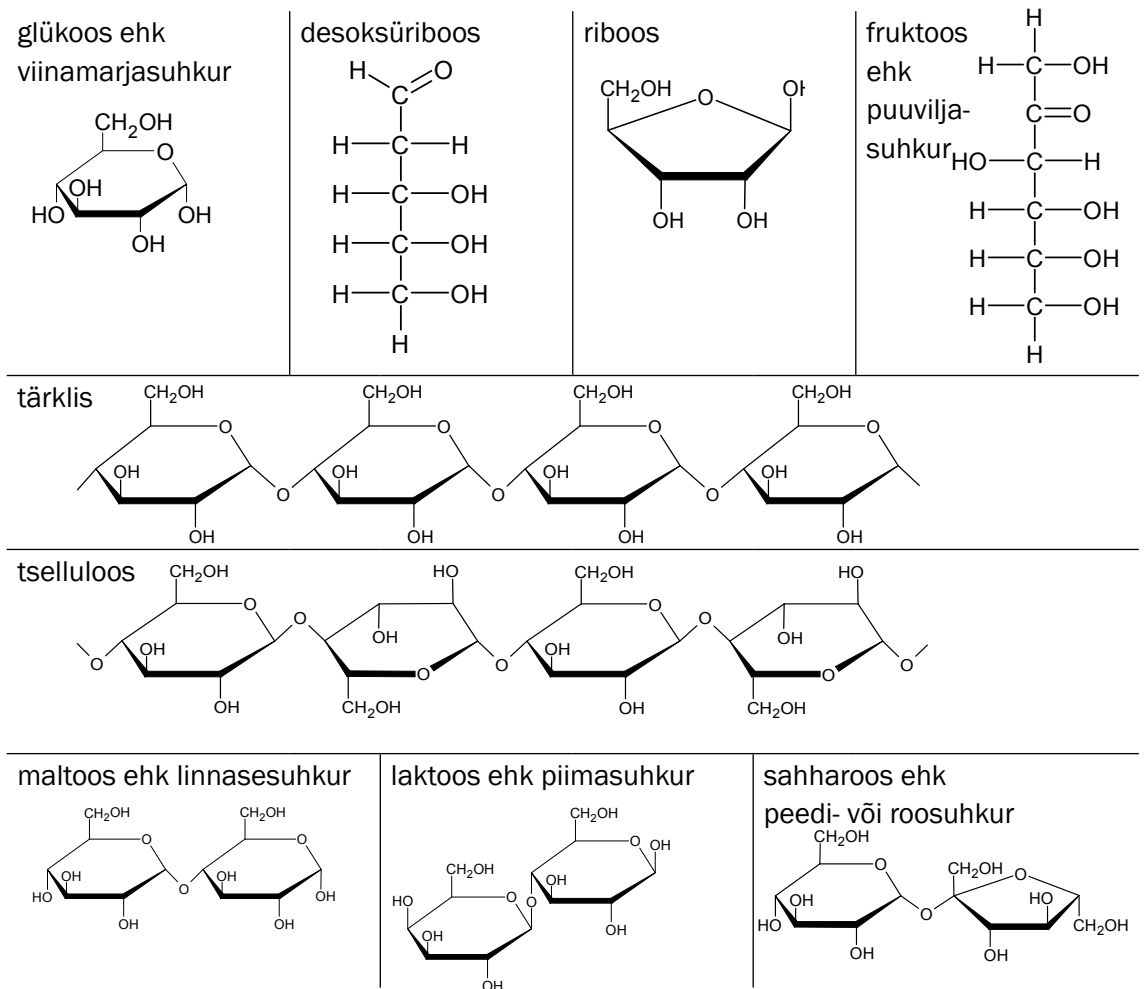 glükoos ehk
viinamarjasuhkur
CH₂OH
O
OH
HO
OH
OH
desoksüriboos
H
O
C
H C H
H C OH
H C OH
H C OH
H
riboos
CH₂OH
O
OH
OH
OH
fruktoos
ehk
puuvilja-
suhkur
H
H C OH
C O
HO C H
H C OH
H C OH
H C OH
H
tärklis
CH₂OH CH₂OH CH₂OH CH₂OH
O O O O
OH OH OH OH
O O O
OH OH OH OH
tselluloos
CH₂OH HO CH₂OH HO
O O O O
OH OH OH OH
O O O O
O O
OH CH₂OH OH CH₂OH
maltoos ehk linnasesuhkur
CH₂OH CH₂OH
O O
OH OH
HO O OH
OH OH
laktoos ehk piimasuhkur
CH₂OH
O OH
CH₂OH
OH
HO O O
OH OH
OH
sahharoos ehk
peedi- või roosuhkur
CH₂OH
O CH₂OH O
OH HO
HO O CH₂OH
OH OH